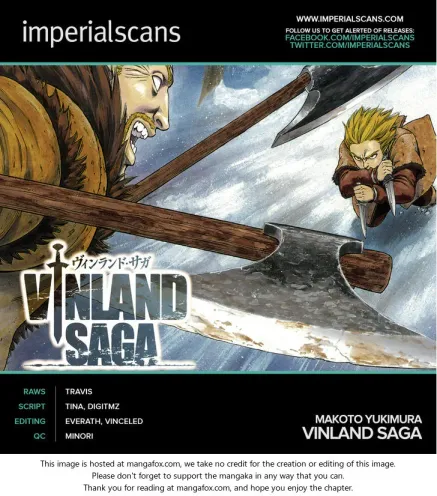 imperialscans
WWW.IMPERIALSCANS.COM
FOLLOW US TO GET ALERTED OF RELEASES:
FACEBOOK.COM/IMPERIALSCANS
TWITTER.COM/IMPERIALSCANS
ヴィンランド・サガ
VINLAND
SAGA
RAWS TRAVIS
SCRIPT TINA, DIGITMZ
EDITING EVERATH, VINCELED
QC MINORI
MAKOTO YUKIMURA
VINLAND SAGA
This image is hosted at mangafox.com, we take no credit for the creation or editing of this image.
Please don't forget to support the mangaka in any way that you can.
Thank you for reading at mangafox.com, and hope you enjoy the chapter.